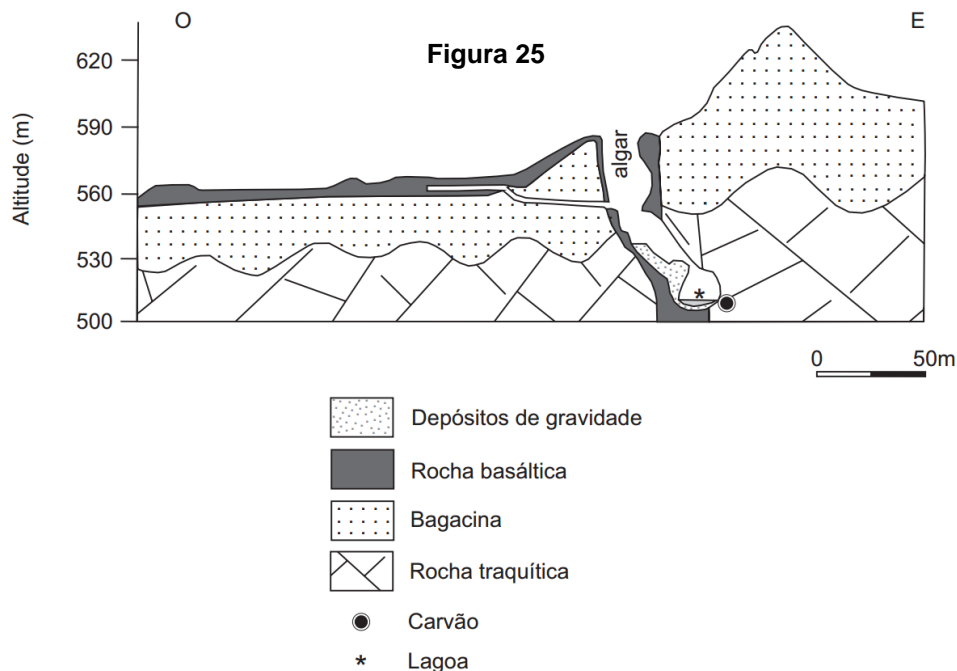 O
E
Figura 25
Altitude (m)
620
590
560
530
500
algar
*
0
50m
Depósitos de gravidade
Rocha basáltica
Bagacina
Rocha traquítica
Carvão
* Lagoa